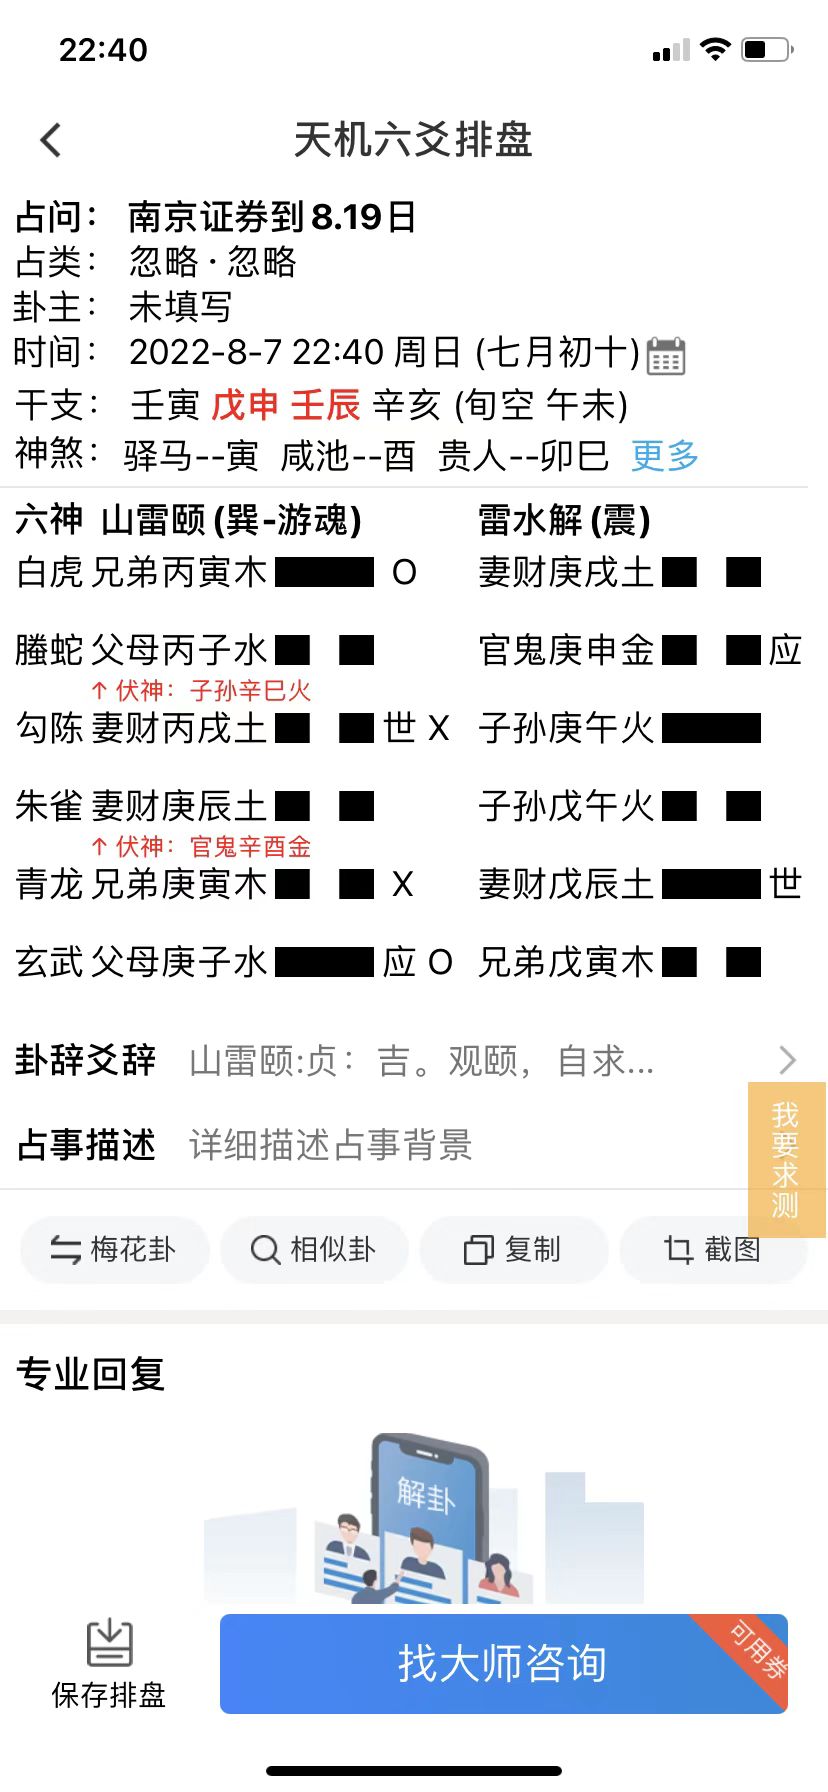 22:40
天机六爻排盘
占问： 南京证券到8.19日
占类： 忽略·忽略
卦主： 未填写
时间： 2022-8-7 22:40 周日 (七月初十)
干支： 壬寅 戊申 壬辰 辛亥 (旬空 午未)
神煞： 驿马--寅 咸池--酉 贵人--卯巳 更多
六神 山雷颐(巽-游魂) 雷水解(震)
白虎 兄弟丙寅木 O 妻财庚戌土
螣蛇 父母丙子水 官鬼庚申金 应
↑伏神：子孙辛巳火
勾陈 妻财丙戌土 世 X 子孙庚午火
朱雀 妻财庚辰土 子孙戊午火
↑伏神：官鬼辛酉金
青龙 兄弟庚寅木 X 妻财戊辰土 世
玄武 父母庚子水 应 O 兄弟戊寅木
卦辞爻辞 山雷颐:贞：吉。观颐，自求...
占事描述 详细描述占事背景
我要求测
梅花卦 相似卦 复制 截图
专业回复
解卦
保存排盘 找大师咨询 可用券